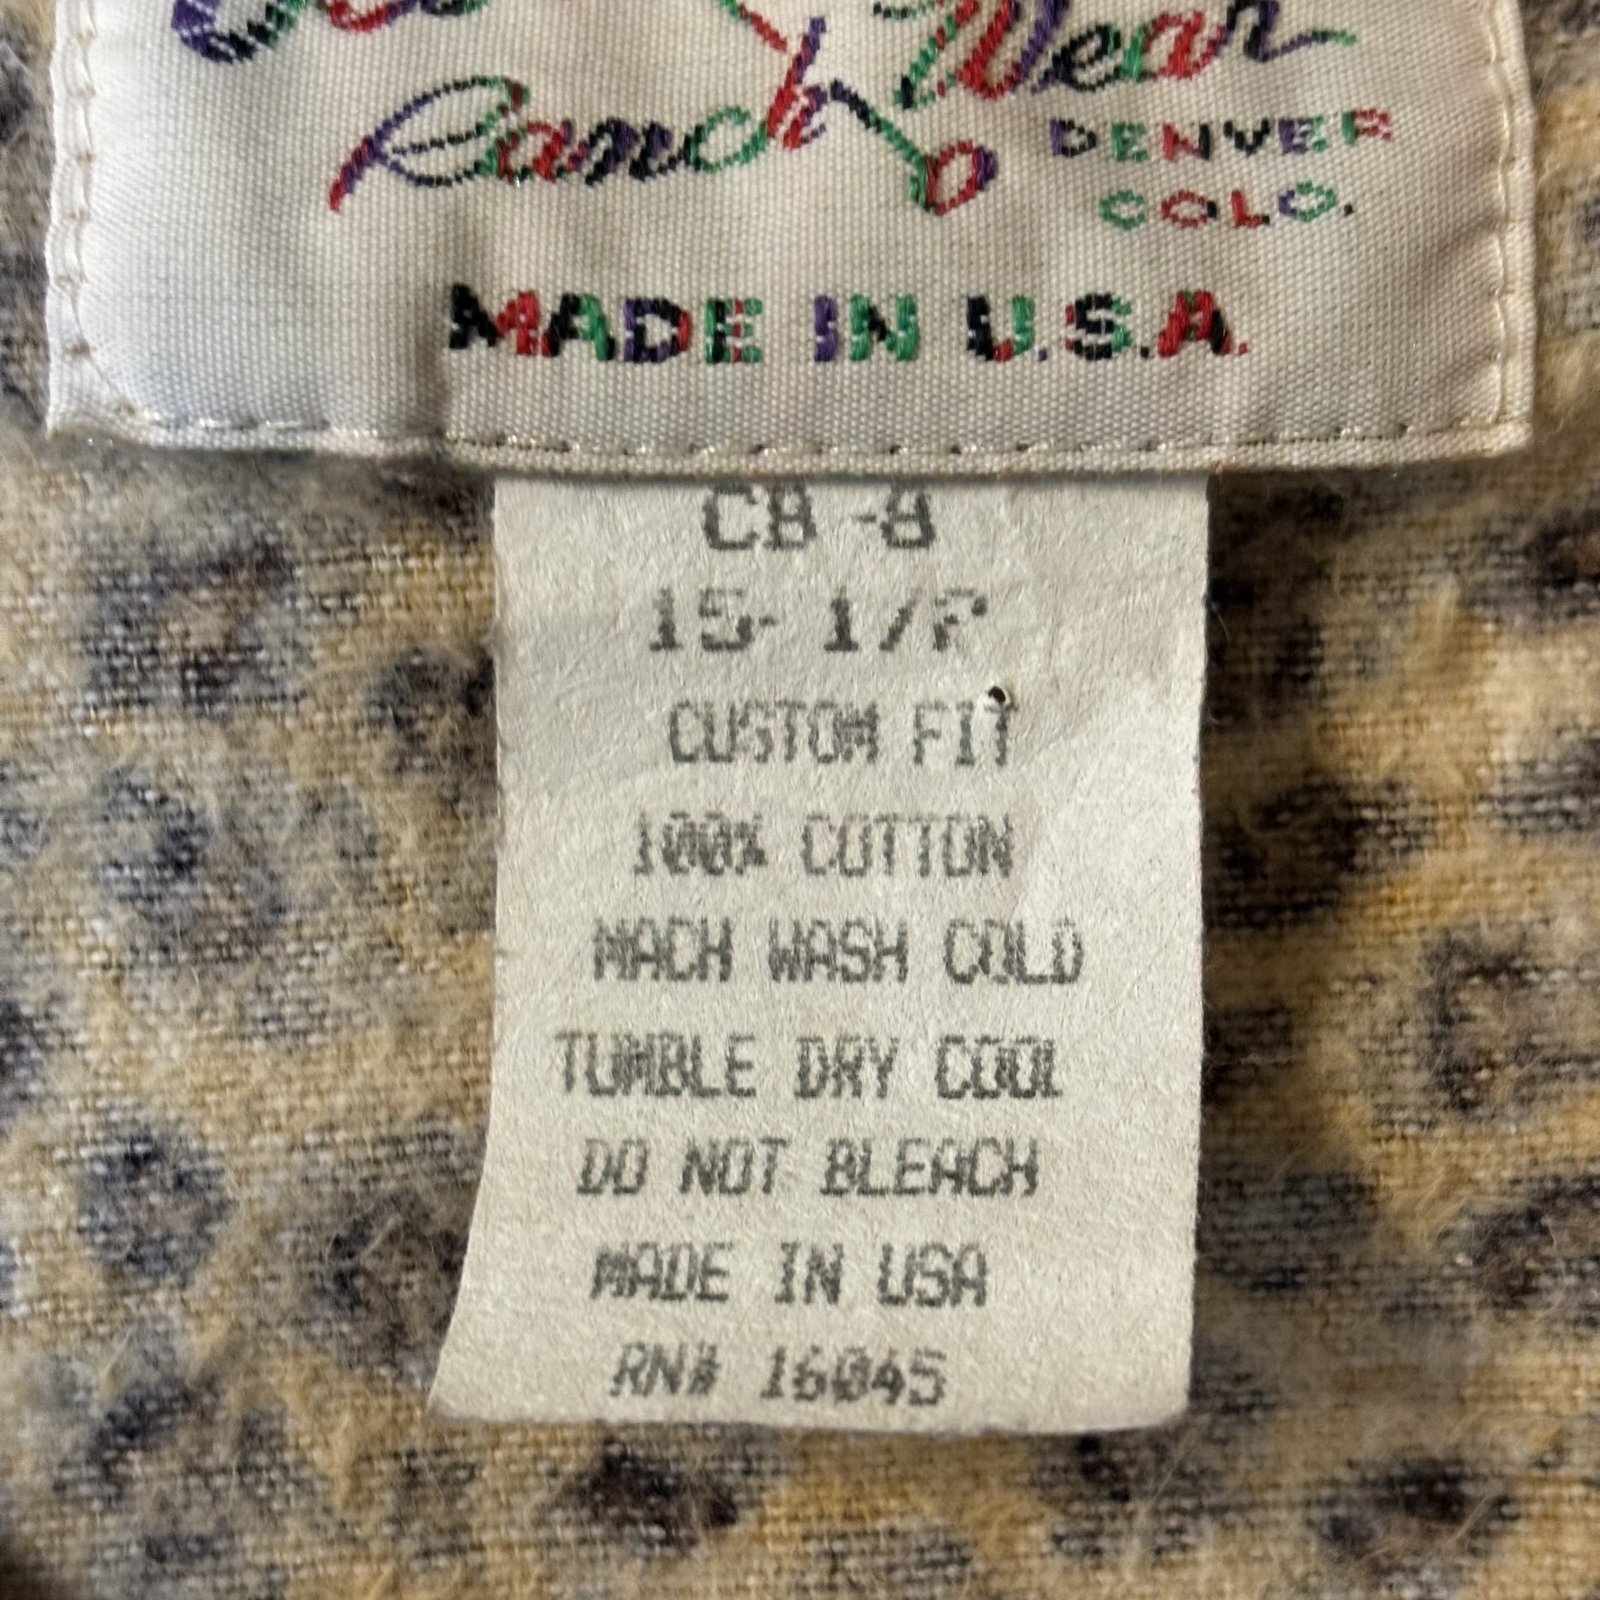 Ranch Wear
DENVER
COLO.
MADE IN U.S.A.
CB -8
15- 1/2
CUSTOM FIT
100% COTTON
MACH WASH COLD
TUMBLE DRY COOL
DO NOT BLEACH
MADE IN USA
RN# 16045